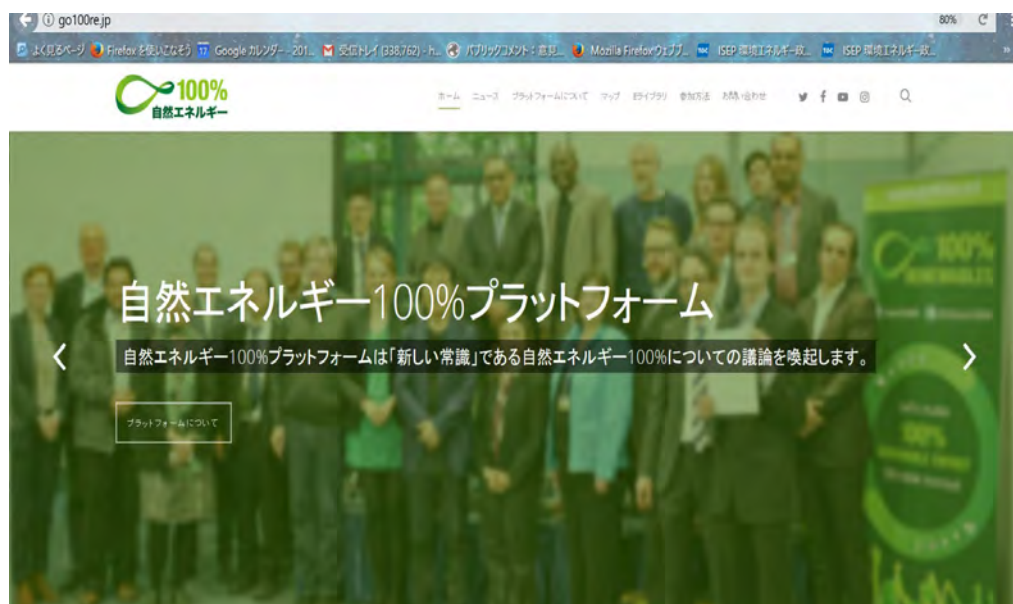 go100re.jp
80%
よく見るページ Firefox を使いこなそう 17 Google カレンダー - 201... 受信トレイ (338,762) - h... パブリックコメント:意見... Mozilla Firefox ウェブブ... ISEP 環境エネルギー政... ISEP 環境エネルギー政...
100%
自然エネルギー
ホーム ニュース プラットフォームについて マップ Eライブラリ 参加方法 お問い合わせ
自然エネルギー100%プラットフォーム
自然エネルギー100%プラットフォームは「新しい常識」である自然エネルギー100%についての議論を喚起します。
プラットフォームについて
100%
RENEWABLES
100%